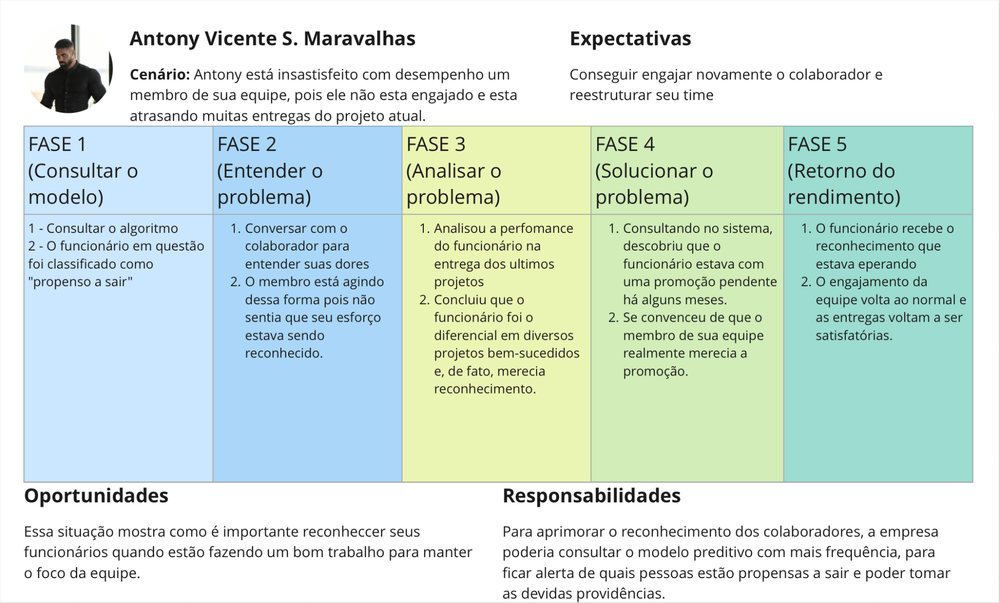 Antony Vicente S. Maravalhas
Cenário: Antony está insastisfeito com desempenho um
membro de sua equipe, pois ele não esta engajado e esta
atrasando muitas entregas do projeto atual.
Expectativas
Conseguir engajar novamente o colaborador e
reestruturar seu time
FASE 1
(Consultar o
modelo)
1 - Consultar o algoritmo
2 - O funcionário em questão
foi classificado como
"propenso a sair"
FASE 2
(Entender o
problema)
1. Conversar com o
colaborador para
entender suas dores
2. O membro está agindo
dessa forma pois não
sentia que seu esforço
estava sendo
reconhecido.
FASE 3
(Analisar o
problema)
1. Analisou a perfomance
do funcionário na
entrega dos ultimos
projetos
2. Concluiu que o
funcionário foi o
diferencial em diversos
projetos bem-sucedidos
e, de fato, merecia
reconhecimento.
FASE 4
(Solucionar o
problema)
1. Consultando no sistema,
descobriu que o
funcionário estava com
uma promoção pendente
há alguns meses.
2. Se convenceu de que o
membro de sua equipe
realmente merecia a
promoção.
FASE 5
(Retorno do
rendimento)
1. O funcionário recebe o
reconhecimento que
estava eperando
2. O engajamento da
equipe volta ao normal e
as entregas voltam a ser
satisfatórias.
Oportunidades
Essa situação mostra como é importante reconheccer seus
funcionários quando estão fazendo um bom trabalho para manter
o foco da equipe.
Responsabilidades
Para aprimorar o reconhecimento dos colaboradores, a empresa
poderia consultar o modelo preditivo com mais frequência, para
ficar alerta de quais pessoas estão propensas a sair e poder tomar
as devidas providências.